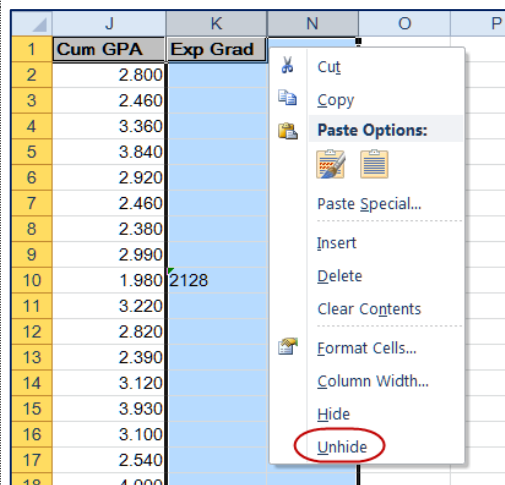 J K N O P
1 Cum GPA Exp Grad
2 2.800
3 2.460
4 3.360
5 3.840
6 2.920
7 2.460
8 2.380
9 2.990
10 1.980 2128
11 3.220
12 2.820
13 2.390
14 3.120
15 3.930
16 3.100
17 2.540
18 4.000
Cut
Copy
Paste Options:
Paste Special...
Insert
Delete
Clear Contents
Format Cells...
Column Width...
Hide
Unhide